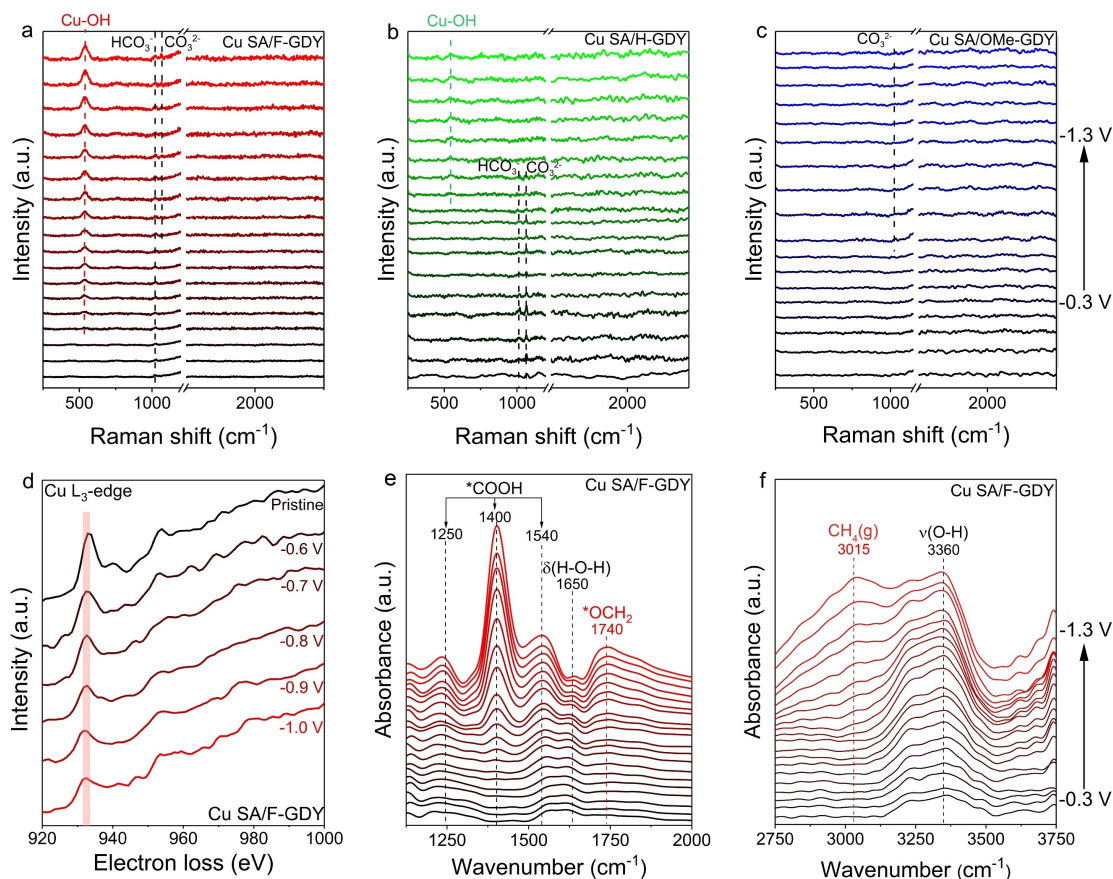 a
Cu-OH
HCO₃⁻ CO₃²⁻
Cu SA/F-GDY
Intensity (a.u.)
500 1000 2000
Raman shift (cm⁻¹)
b
Cu-OH
Cu SA/H-GDY
HCO₃⁻ CO₃²⁻
Intensity (a.u.)
500 1000 2000
Raman shift (cm⁻¹)
c
CO₃²⁻
Cu SA/OMe-GDY
Intensity (a.u.)
-1.3 V
-0.3 V
500 1000 2000
Raman shift (cm⁻¹)
d
Cu L₃-edge
Pristine
-0.6 V
-0.7 V
-0.8 V
-0.9 V
-1.0 V
Cu SA/F-GDY
Intensity (a.u.)
920 940 960 980 1000
Electron loss (eV)
e
Cu SA/F-GDY
*COOH
1250 1400 1540
δ(H-O-H)
1650
*OCH₂
1740
Absorbance (a.u.)
1250 1500 1750 2000
Wavenumber (cm⁻¹)
f
Cu SA/F-GDY
CH₄(g)
3015
ν(O-H)
3360
Absorbance (a.u.)
-1.3 V
-0.3 V
2750 3000 3250 3500 3750
Wavenumber (cm⁻¹)